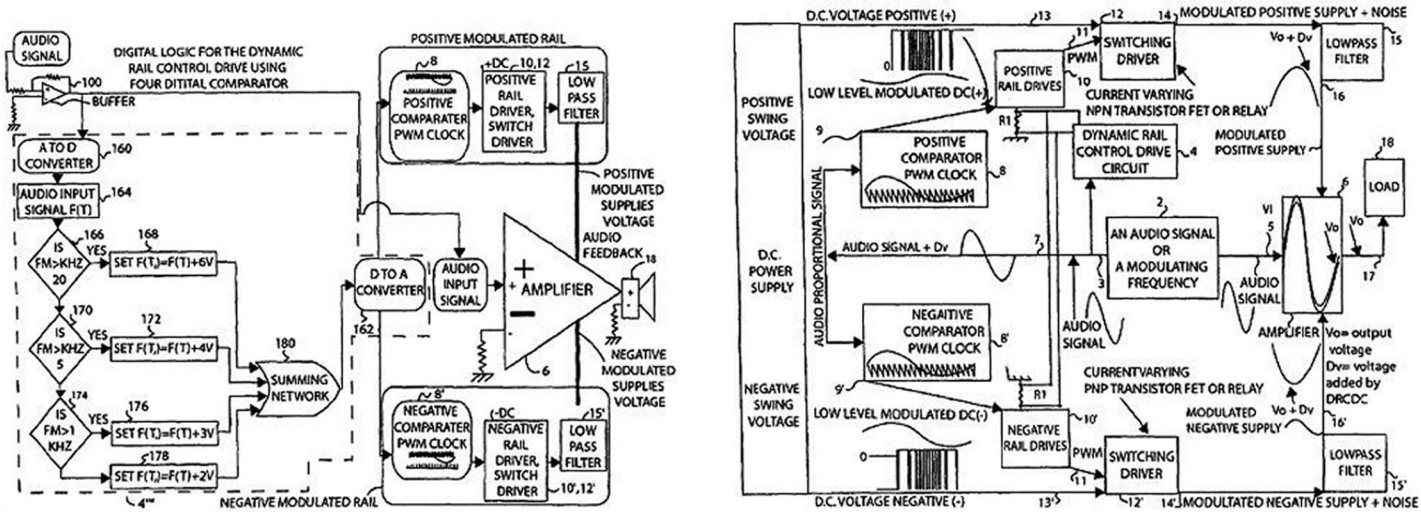 AUDIO
SIGNAL
100
BUFFER
DIGITAL LOGIC FOR THE DYNAMIC
RAIL CONTROL DRIVE USING
FOUR DITITAL COMPARATOR
A TO D
CONVERTER
160
AUDIO INPUT
SIGNAL F(T)
164
IS
FM>KHZ
20
166
YES
168
SET F(T₀)=F(T)+6V
IS
FM>KHZ
5
170
YES
172
SET F(T₀)=F(T)+4V
IS
FM>1
KHZ
174
YES
176
SET F(T₀)=F(T)+3V
178
SET F(T₀)=F(T)+2V
180
SUMMING
NETWORK
4""
D TO A
CONVERTER
162
POSITIVE MODULATED RAIL
8
POSITIVE
COMPARATER
PWM CLOCK
+DC
10,12
POSITIVE
RAIL
DRIVER,
SWITCH
DRIVER
15
LOW
PASS
FILTER
POSITIVE
MODULATED
SUPPLIES
VOLTAGE
AUDIO
FEEDBACK
18
AUDIO
INPUT
SIGNAL
+
+
AMPLIFIER
-
6
+
-
NEGATIVE
MODULATED
SUPPLIES
VOLTAGE
8'
NEGATIVE
COMPARATER
PWM CLOCK
(-DC
NEGATIVE
RAIL
DRIVER,
SWITCH
DRIVER
10',12'
15'
LOW
PASS
FILTER
NEGATIVE MODULATED RAIL
D.C. VOLTAGE POSITIVE (+)
13
12
14
MODULATED POSITIVE SUPPLY + NOISE
POSITIVE
SWING
VOLTAGE
0
LOW LEVEL MODULATED DC(+)
POSITIVE
RAIL DRIVES
11
PWM
10
SWITCHING
DRIVER
CURRENT VARYING
NPN TRANSISTOR FET OR RELAY
Vo + Dv
LOWPASS
FILTER
15
16
MODULATED
POSITIVE SUPPLY
9
POSITIVE
COMPARATOR
PWM CLOCK
8
R1
DYNAMIC RAIL
CONTROL DRIVE
CIRCUIT
4
18
LOAD
AUDIO PROPORTIONAL SIGNAL
D.C.
POWER
SUPPLY
AUDIO SIGNAL + Dv
7
3
AUDIO
SIGNAL
2
AN AUDIO SIGNAL
OR
A MODULATING
FREQUENCY
VI
5
AUDIO
SIGNAL
6
Vo
Vo
17
AMPLIFIER
Vo= output
voltage
Dv= voltage
added by
DRCDC
NEGAITIVE
COMPARATOR
PWM CLOCK
8'
9'
NEGATIVE
SWING
VOLTAGE
LOW LEVEL MODULATED DC(-)
0
R1
10'
NEGATIVE
RAIL DRIVES
PWM
11
CURRENTVARYING
PNP TRANSISTOR FET OR RELAY
SWITCHING
DRIVER
Vo + Dv
MODULATED
NEGATIVE SUPPLY
16'
LOWPASS
FILTER
15'
D.C. VOLTAGE NEGATIVE (-)
13'
12'
14'
MODUTATED NEGATIVE SUPPLY + NOISE